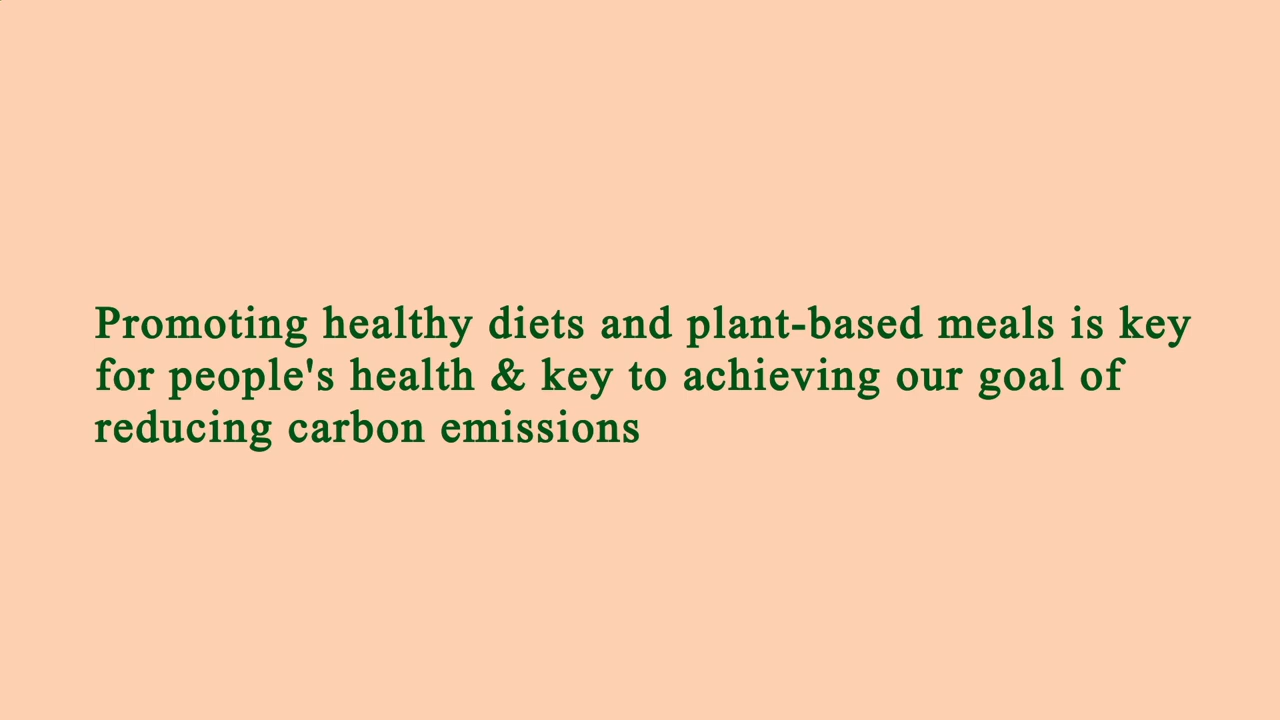 Promoting healthy diets and plant-based meals is key
for people's health & key to achieving our goal of
reducing carbon emissions